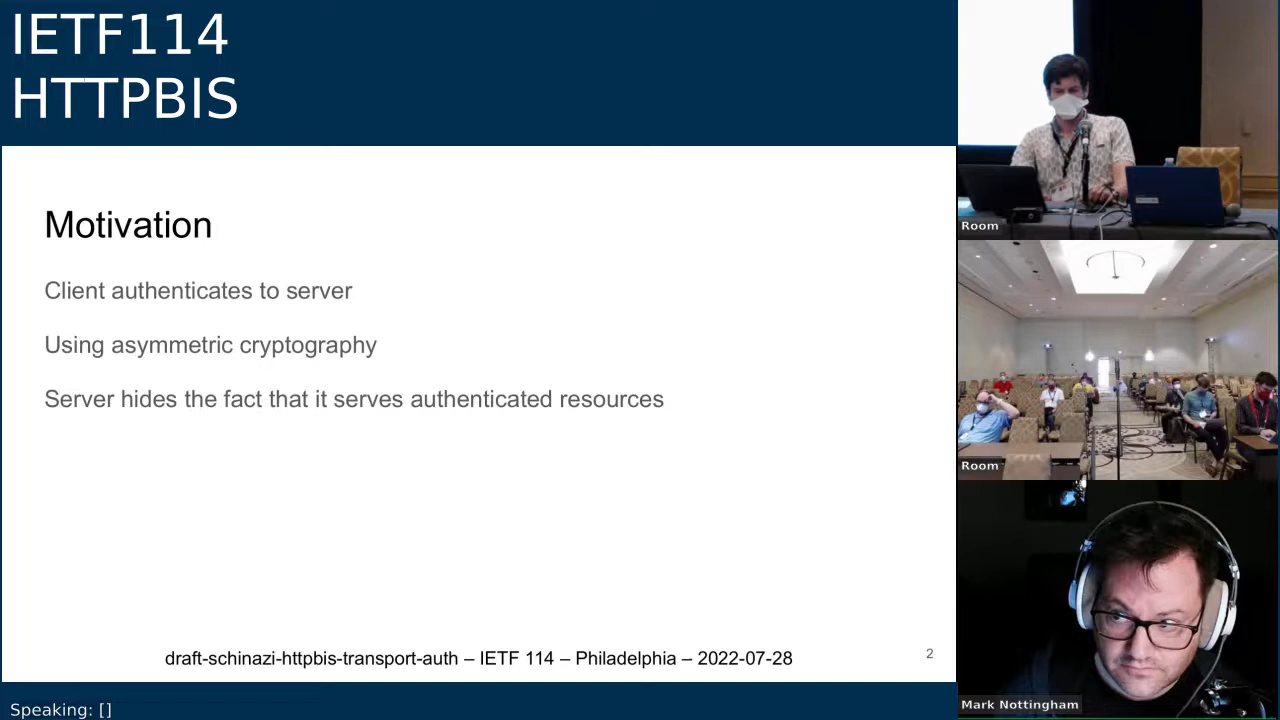 IETF114
HTTPBIS
Motivation
Client authenticates to server
Using asymmetric cryptography
Server hides the fact that it serves authenticated resources
draft-schinazi-httpbis-transport-auth – IETF 114 – Philadelphia – 2022-07-28
2
Speaking: []
Room
Room
Mark Nottingham